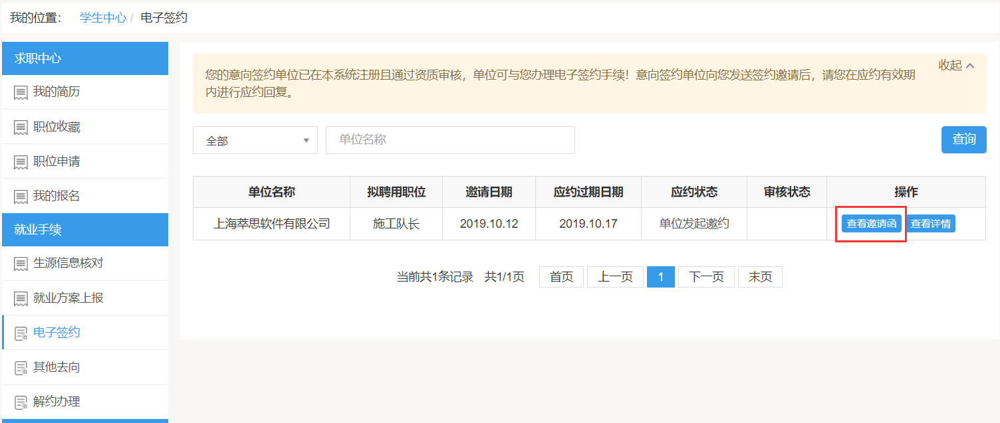 我的位置： 学生中心 / 电子签约
求职中心
我的简历
职位收藏
职位申请
我的报名
就业手续
生源信息核对
就业方案上报
电子签约
其他去向
解约办理
您的意向签约单位已在本系统注册且通过资质审核，单位可与您办理电子签约手续！意向签约单位向您发送签约邀请后，请您在应约有效期
内进行应约回复。
收起
全部 单位名称 查询
单位名称 拟聘用职位 邀请日期 应约过期日期 应约状态 审核状态 操作
上海萃思软件有限公司 施工队长 2019.10.12 2019.10.17 单位发起邀约 查看邀请函 查看详情
当前共1条记录 共1/1页 首页 上一页 1 下一页 末页